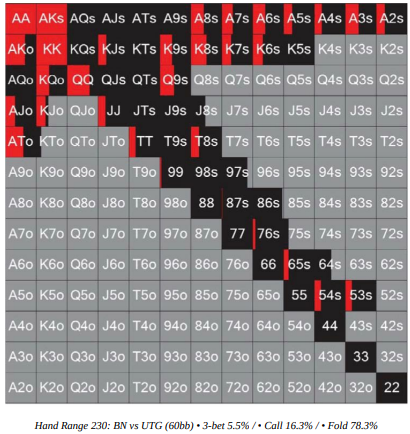 AA AKs AQs AJs ATs A9s A8s A7s A6s A5s A4s A3s A2s
AKo KK KQs KJs KTs K9s K8s K7s K6s K5s K4s K3s K2s
AQo KQo QQ QJs QTs Q9s Q8s Q7s Q6s Q5s Q4s Q3s Q2s
AJo KJo QJo JJ JTs J9s J8s J7s J6s J5s J4s J3s J2s
ATo KTo QTo JTo TT T9s T8s T7s T6s T5s T4s T3s T2s
A9o K9o Q9o J9o T9o 99 98s 97s 96s 95s 94s 93s 92s
A8o K8o Q8o J8o T8o 98o 88 87s 86s 85s 84s 83s 82s
A7o K7o Q7o J7o T7o 97o 87o 77 76s 75s 74s 73s 72s
A6o K6o Q6o J6o T6o 96o 86o 76o 66 65s 64s 63s 62s
A5o K5o Q5o J5o T5o 95o 85o 75o 65o 55 54s 53s 52s
A4o K4o Q4o J4o T4o 94o 84o 74o 64o 54o 44 43s 42s
A3o K3o Q3o J3o T3o 93o 83o 73o 63o 53o 43o 33 32s
A2o K2o Q2o J2o T2o 92o 82o 72o 62o 52o 42o 32o 22
Hand Range 230: BN vs UTG (60bb) • 3-bet 5.5% / • Call 16.3% / • Fold 78.3%